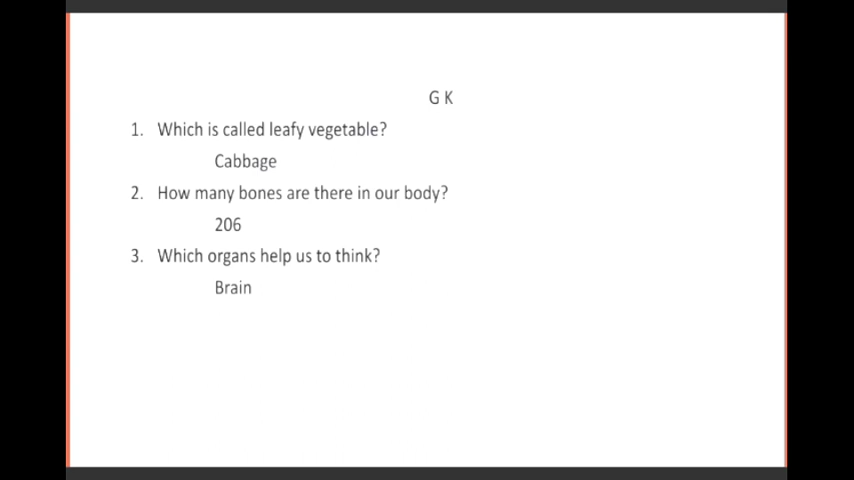 G K
1. Which is called leafy vegetable?
Cabbage
2. How many bones are there in our body?
206
3. Which organs help us to think?
Brain